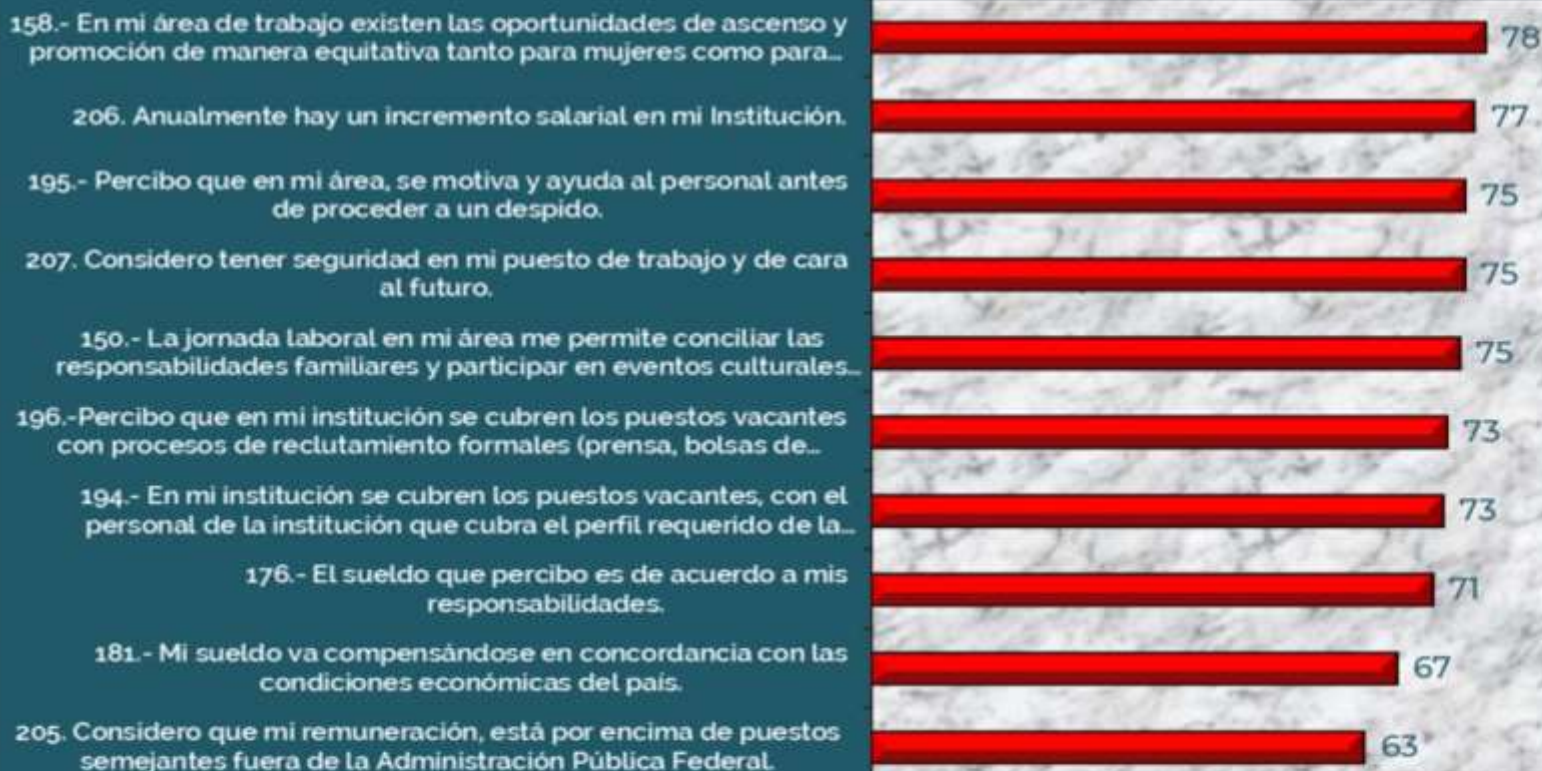 158.- En mi área de trabajo existen las oportunidades de ascenso y
promoción de manera equitativa tanto para mujeres como para...
78
206. Anualmente hay un incremento salarial en mi Institución.
77
195.- Percibo que en mi área, se motiva y ayuda al personal antes
de proceder a un despido.
75
207. Considero tener seguridad en mi puesto de trabajo y de cara
al futuro.
75
150.- La jornada laboral en mi área me permite conciliar las
responsabilidades familiares y participar en eventos culturales...
75
196.-Percibo que en mi institución se cubren los puestos vacantes
con procesos de reclutamiento formales (prensa, bolsas de...
73
194.- En mi institución se cubren los puestos vacantes, con el
personal de la institución que cubra el perfil requerido de la...
73
176.- El sueldo que percibo es de acuerdo a mis
responsabilidades.
71
181.- Mi sueldo va compensándose en concordancia con las
condiciones económicas del país.
67
205. Considero que mi remuneración, está por encima de puestos
semejantes fuera de la Administración Pública Federal.
63